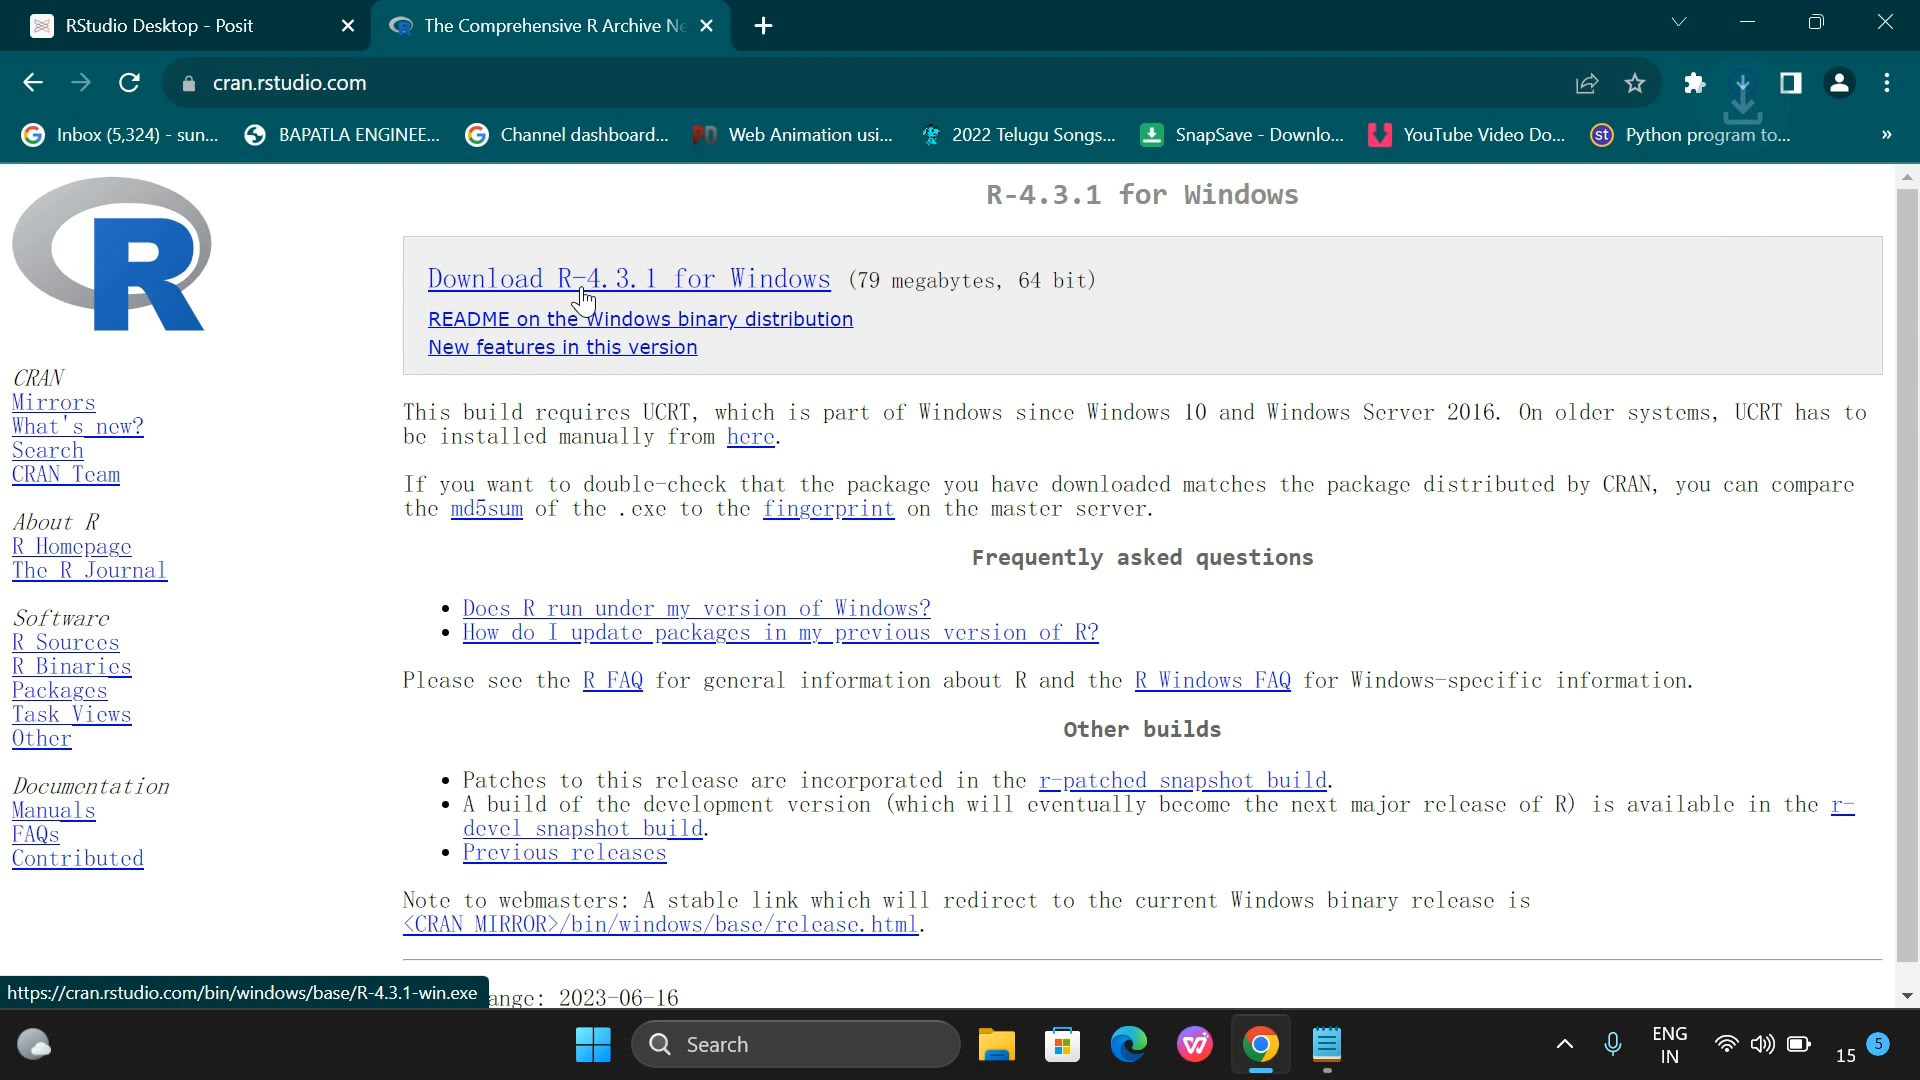 RStudio Desktop - Posit
The Comprehensive R Archive Ne
cran.rstudio.com
Inbox (5,324) - sun...
BAPATLA ENGINEE...
Channel dashboard...
PD Web Animation usi...
2022 Telugu Songs...
SnapSave - Downlo...
YouTube Video Do...
st Python program to...
»
R
R-4.3.1 for Windows
Download R-4.3.1 for Windows (79 megabytes, 64 bit)
README on the Windows binary distribution
New features in this version
CRAN
Mirrors
What's new?
Search
CRAN Team
About R
R Homepage
The R Journal
Software
R Sources
R Binaries
Packages
Task Views
Other
Documentation
Manuals
FAQs
Contributed
This build requires UCRT, which is part of Windows since Windows 10 and Windows Server 2016. On older systems, UCRT has to
be installed manually from here.
If you want to double-check that the package you have downloaded matches the package distributed by CRAN, you can compare
the md5sum of the .exe to the fingerprint on the master server.
Frequently asked questions
• Does R run under my version of Windows?
• How do I update packages in my previous version of R?
Please see the R FAQ for general information about R and the R Windows FAQ for Windows-specific information.
Other builds
• Patches to this release are incorporated in the r-patched snapshot build.
• A build of the development version (which will eventually become the next major release of R) is available in the r-
devel snapshot build.
• Previous releases
Note to webmasters: A stable link which will redirect to the current Windows binary release is
<CRAN MIRROR>/bin/windows/base/release.html.
ange: 2023-06-16
https://cran.rstudio.com/bin/windows/base/R-4.3.1-win.exe
Search
ENG
IN
15
5